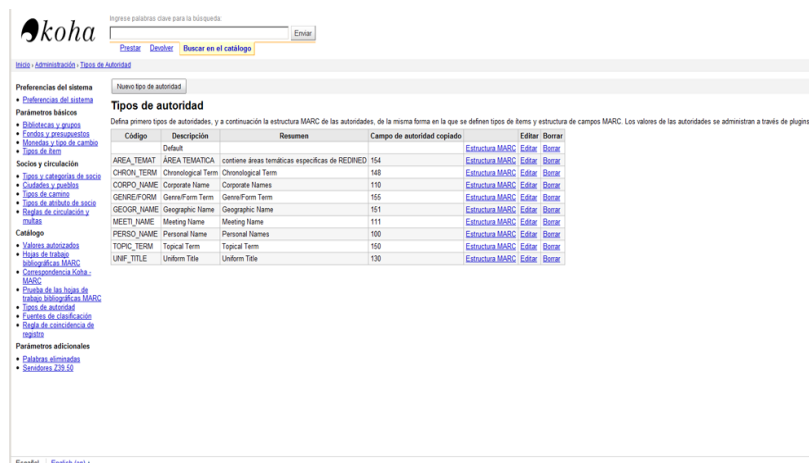 koha
Ingrese palabras clave para la búsqueda:
Enviar
Prestar Devolver Buscar en el catálogo
Inicio › Administración › Tipos de Autoridad
Preferencias del sistema
Preferencias del sistema
Parámetros básicos
Bibliotecas y grupos
Fondos y presupuestos
Monedas y tipo de cambio
Tipos de ítem
Socios y circulación
Tipos y categorías de socio
Ciudades y pueblos
Tipos de camino
Tipos de atributo de socio
Reglas de circulación y
multas
Catálogo
Valores autorizados
Hojas de trabajo
bibliográficas MARC
Correspondencia Koha -
MARC
Prueba de las hojas de
trabajo bibliográficas MARC
Tipos de autoridad
Fuentes de clasificación
Regla de coincidencia de
registro
Parámetros adicionales
Palabras eliminadas
Servidores Z39.50
Nuevo tipo de autoridad
Tipos de autoridad
Defina primero tipos de autoridades, y a continuación la estructura MARC de las autoridades, de la misma forma en la que se definen tipos de ítems y estructura de campos MARC. Los valores de las autoridades se administran a través de plugins
Código Descripción Resumen Campo de autoridad copiado Editar Borrar
Default Estructura MARC Editar Borrar
AREA_TEMAT ÁREA TEMATICA contiene áreas temáticas especificas de REDINED 154 Estructura MARC Editar Borrar
CHRON_TERM Chronological Term Chronological Term 148 Estructura MARC Editar Borrar
CORPO_NAME Corporate Name Corporate Names 110 Estructura MARC Editar Borrar
GENRE/FORM Genre/Form Term Genre/Form Term 155 Estructura MARC Editar Borrar
GEOGR_NAME Geographic Name Geographic Name 151 Estructura MARC Editar Borrar
MEETI_NAME Meeting Name Meeting Name 111 Estructura MARC Editar Borrar
PERSO_NAME Personal Name Personal Names 100 Estructura MARC Editar Borrar
TOPIC_TERM Topical Term Topical Term 150 Estructura MARC Editar Borrar
UNIF_TITLE Uniform Title Uniform Title 130 Estructura MARC Editar Borrar
Español English (en)